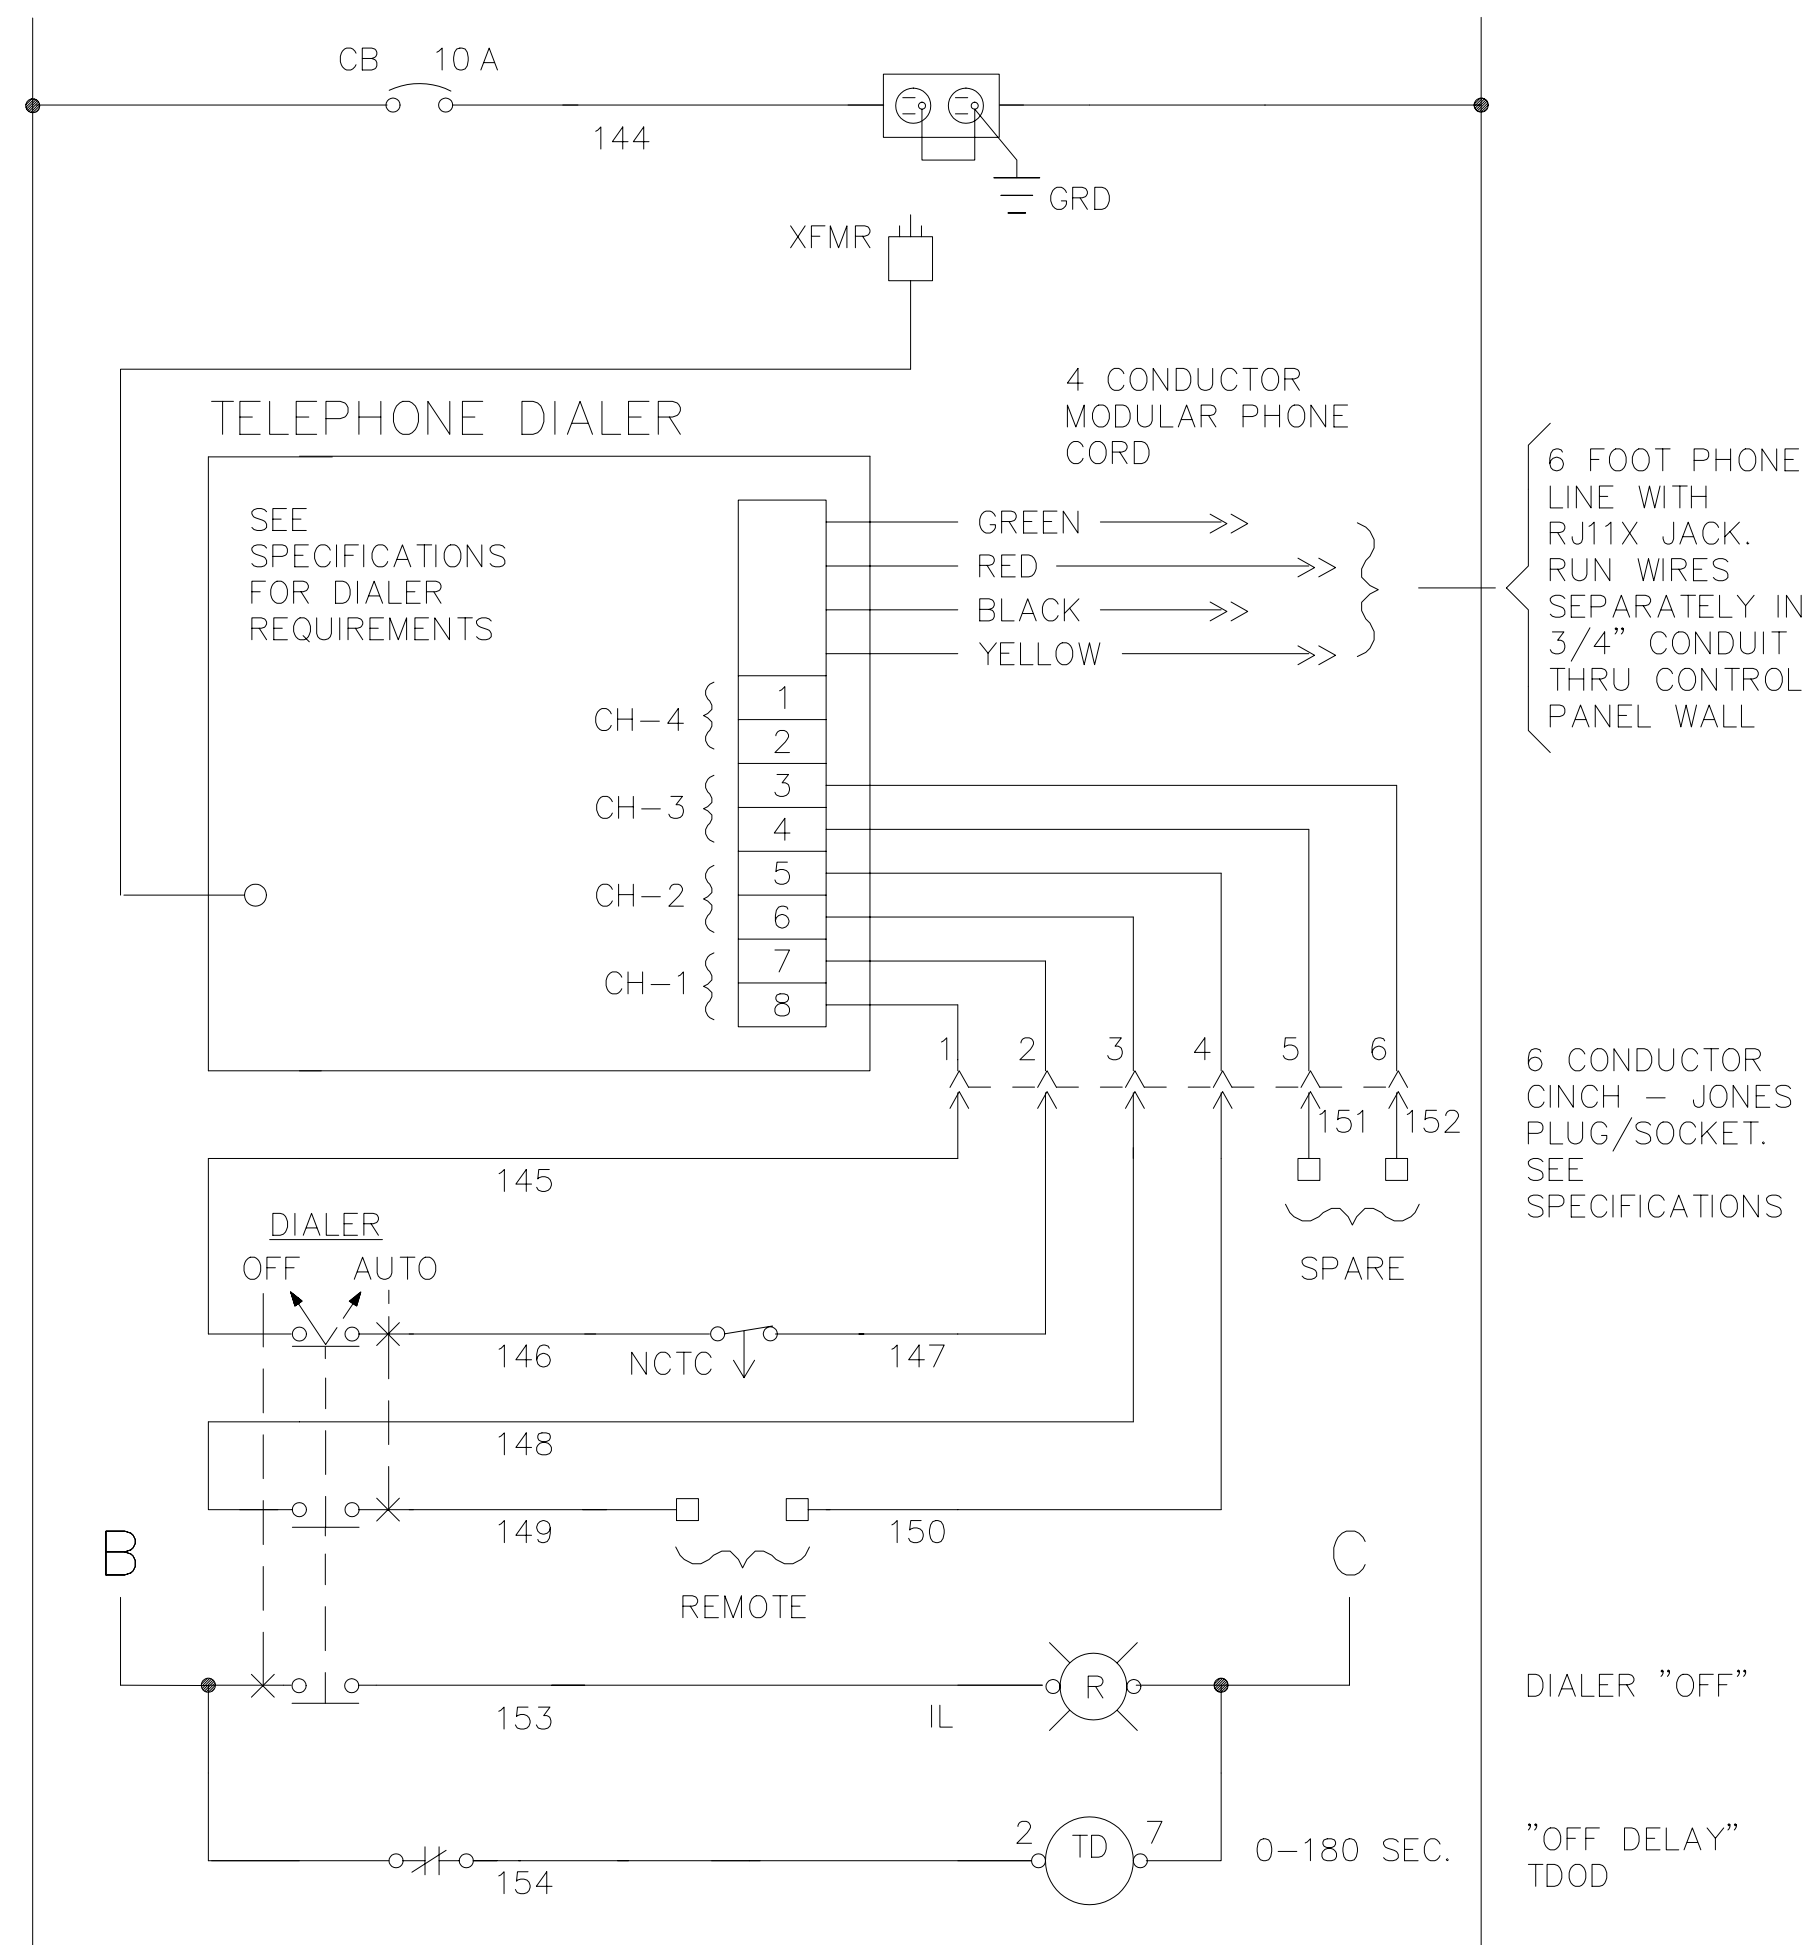 CB 10 A
144
GRD
XFMR
4 CONDUCTOR
MODULAR PHONE
CORD
TELEPHONE DIALER
SEE
SPECIFICATIONS
FOR DIALER
REQUIREMENTS
GREEN
RED
BLACK
YELLOW
6 FOOT PHONE
LINE WITH
RJ11X JACK.
RUN WIRES
SEPARATELY IN
3/4" CONDUIT
THRU CONTROL
PANEL WALL
CH-4
1
2
CH-3
3
4
CH-2
5
6
CH-1
7
8
1 2 3 4 5 6
6 CONDUCTOR
CINCH - JONES
PLUG/SOCKET.
SEE
SPECIFICATIONS
151 152
SPARE
145
DIALER
OFF AUTO
146 NCTC 147
148
149 150
REMOTE
B C
153 IL R
DIALER "OFF"
154 2 TD 7 0-180 SEC.
"OFF DELAY"
TDOD